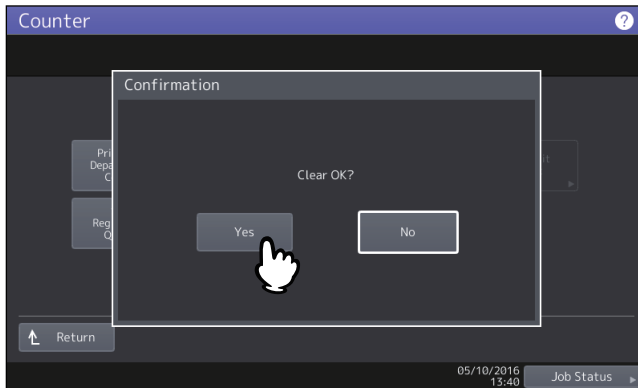 Counter
?
Confirmation
Clear OK?
Yes
No
Return
05/10/2016
13:40
Job Status